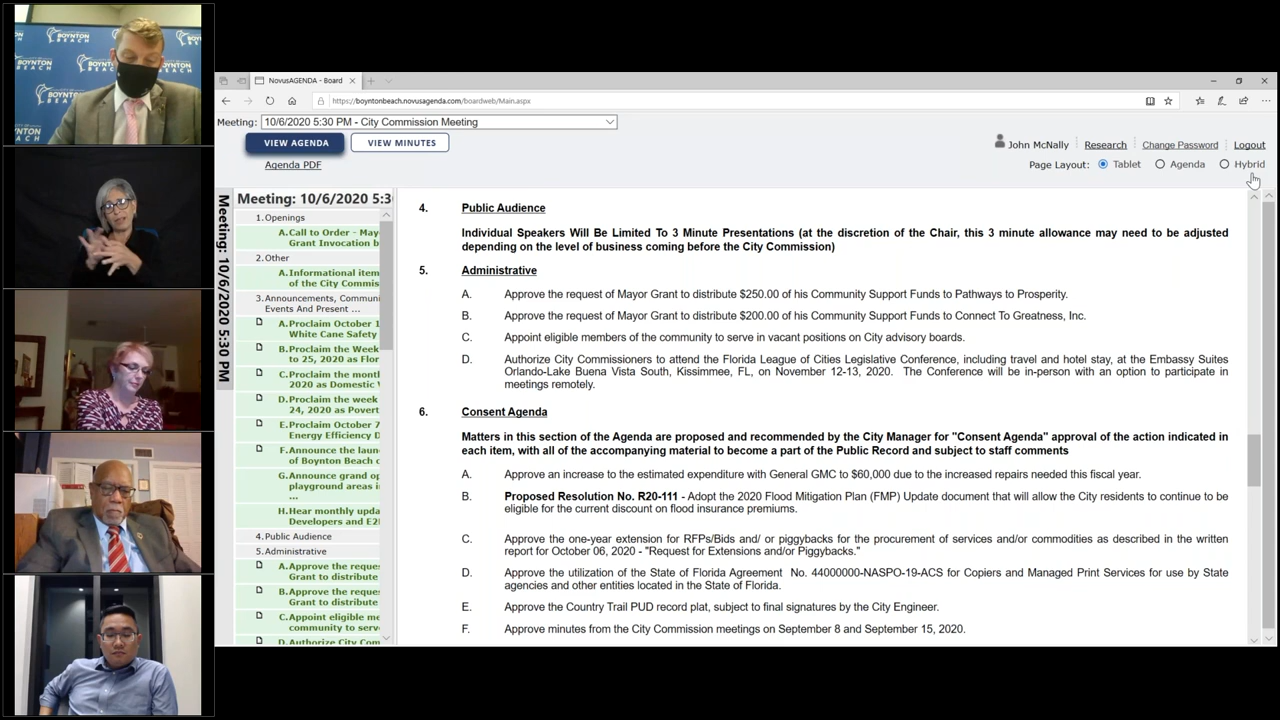 BOYNTON
BEACH
NovusAGENDA - Board
https://boyntonbeach.novusagenda.com/boardweb/Main.aspx
Meeting: 10/6/2020 5:30 PM - City Commission Meeting
VIEW AGENDA VIEW MINUTES
Agenda PDF
John McNally Research Change Password Logout
Page Layout: Tablet Agenda Hybrid
Meeting: 10/6/2020 5:30 PM
Meeting: 10/6/2020 5:3
1.Openings
A.Call to Order - May
Grant Invocation b
2.Other
A.Informational item
of the City Commis
3.Announcements, Commun
Events And Present ...
A.Proclaim October 1
White Cane Safety
B.Proclaim the Week
to 25, 2020 as Flor
C.Proclaim the month
2020 as Domestic V
D.Proclaim the week
24, 2020 as Povert
E.Proclaim October 7
Energy Efficiency D
F.Announce the laun
of Boynton Beach c
G.Announce grand op
playground areas i
...
H.Hear monthly upda
Developers and E2
4.Public Audience
5.Administrative
A.Approve the reque
Grant to distribute
B.Approve the reque
Grant to distribute
C.Appoint eligible me
community to serv
D.Authorize City Com
4. Public Audience
Individual Speakers Will Be Limited To 3 Minute Presentations (at the discretion of the Chair, this 3 minute allowance may need to be adjusted
depending on the level of business coming before the City Commission)
5. Administrative
A. Approve the request of Mayor Grant to distribute $250.00 of his Community Support Funds to Pathways to Prosperity.
B. Approve the request of Mayor Grant to distribute $200.00 of his Community Support Funds to Connect To Greatness, Inc.
C. Appoint eligible members of the community to serve in vacant positions on City advisory boards.
D. Authorize City Commissioners to attend the Florida League of Cities Legislative Conference, including travel and hotel stay, at the Embassy Suites
Orlando-Lake Buena Vista South, Kissimmee, FL, on November 12-13, 2020. The Conference will be in-person with an option to participate in
meetings remotely.
6. Consent Agenda
Matters in this section of the Agenda are proposed and recommended by the City Manager for "Consent Agenda" approval of the action indicated in
each item, with all of the accompanying material to become a part of the Public Record and subject to staff comments
A. Approve an increase to the estimated expenditure with General GMC to $60,000 due to the increased repairs needed this fiscal year.
B. Proposed Resolution No. R20-111 - Adopt the 2020 Flood Mitigation Plan (FMP) Update document that will allow the City residents to continue to be
eligible for the current discount on flood insurance premiums.
C. Approve the one-year extension for RFPs/Bids and/ or piggybacks for the procurement of services and/or commodities as described in the written
report for October 06, 2020 - "Request for Extensions and/or Piggybacks."
D. Approve the utilization of the State of Florida Agreement No. 44000000-NASPO-19-ACS for Copiers and Managed Print Services for use by State
agencies and other entities located in the State of Florida.
E. Approve the Country Trail PUD record plat, subject to final signatures by the City Engineer.
F. Approve minutes from the City Commission meetings on September 8 and September 15, 2020.